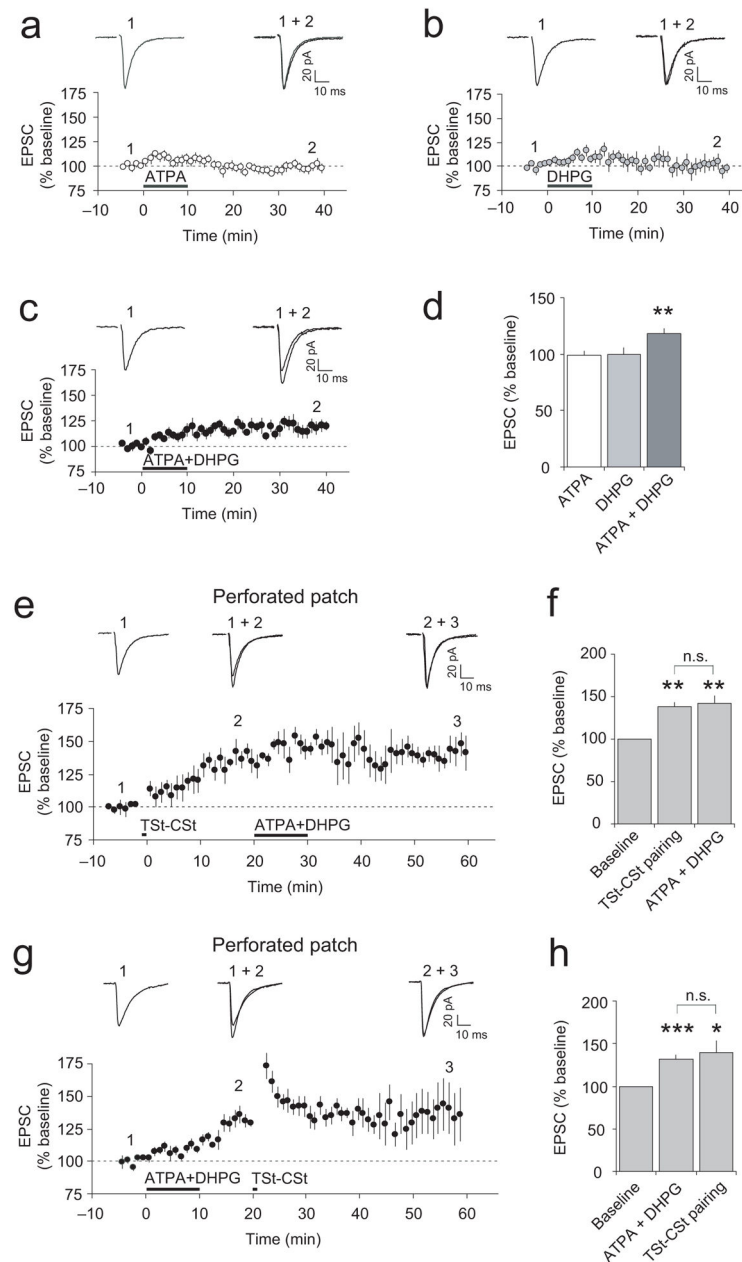 a
1
1 + 2
20 pA
10 ms
EPSC
(% baseline)
175
150
125
100
75
1
2
ATPA
–10 0 10 20 30 40
Time (min)
b
1
1 + 2
20 pA
10 ms
EPSC
(% baseline)
175
150
125
100
75
1
2
DHPG
–10 0 10 20 30 40
Time (min)
c
1
1 + 2
20 pA
10 ms
EPSC
(% baseline)
175
150
125
100
75
1
2
ATPA+DHPG
–10 0 10 20 30 40
Time (min)
d
EPSC (% baseline)
150
100
50
0
**
ATPA
DHPG
ATPA + DHPG
e
Perforated patch
1
1 + 2
2 + 3
20 pA
10 ms
EPSC
(% baseline)
175
150
125
100
75
1
2
3
TSt-CSt
ATPA+DHPG
–10 0 10 20 30 40 50 60
Time (min)
f
EPSC (% baseline)
200
150
100
50
0
n.s.
** **
Baseline
TSt-CSt pairing
ATPA + DHPG
g
Perforated patch
1
1 + 2
2 + 3
20 pA
10 ms
EPSC
(% baseline)
175
150
125
100
75
1
2
3
ATPA+DHPG
TSt-CSt
–10 0 10 20 30 40 50 60
Time (min)
h
EPSC (% baseline)
200
150
100
50
0
n.s.
*** *
Baseline
ATPA + DHPG
TSt-CSt pairing